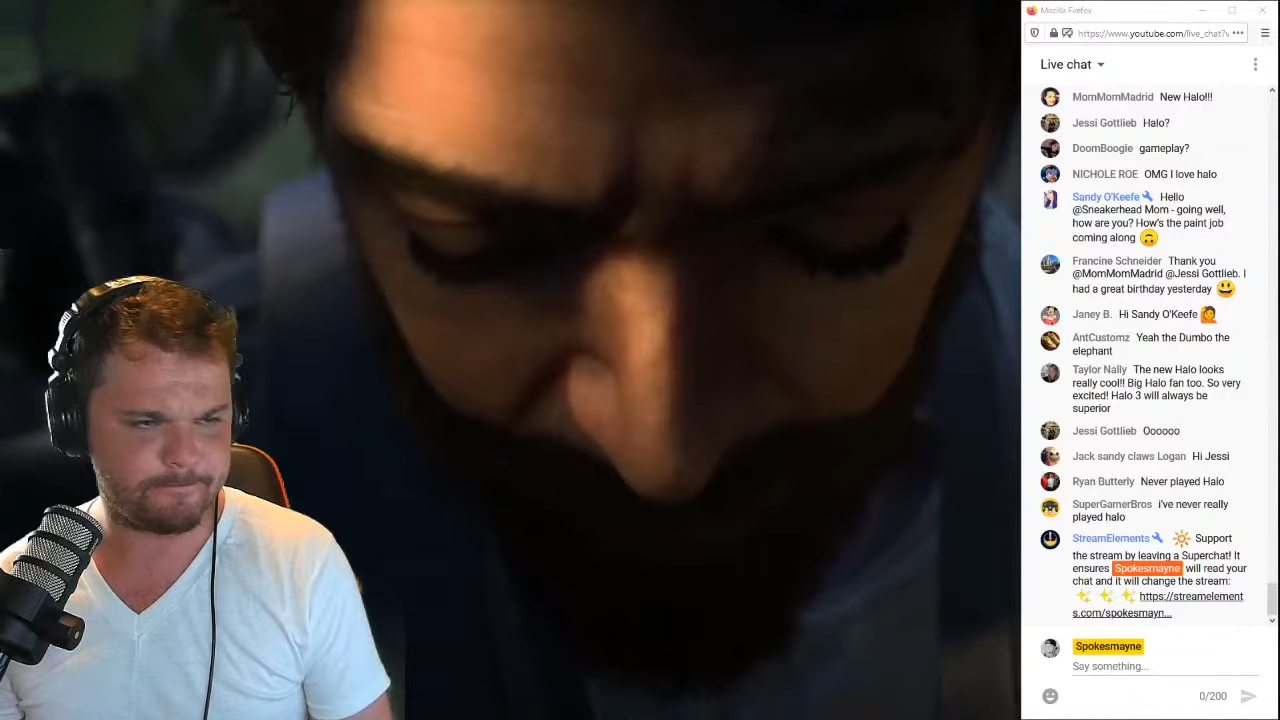 Mozilla Firefox
https://www.youtube.com/live_chat?v
Live chat
MomMomMadrid New Halo!!!
Jessi Gottlieb Halo?
DoomBoogie gameplay?
NICHOLE ROE OMG I love halo
Sandy O'Keefe Hello
@Sneakerhead Mom - going well,
how are you? How's the paint job
coming along 🙃
Francine Schneider Thank you
@MomMomMadrid @Jessi Gottlieb. I
had a great birthday yesterday 😃
Janey B. Hi Sandy O'Keefe 🙋
AntCustomz Yeah the Dumbo the
elephant
Taylor Nally The new Halo looks
really cool!! Big Halo fan too. So very
excited! Halo 3 will always be
superior
Jessi Gottlieb Oooooo
Jack sandy claws Logan Hi Jessi
Ryan Butterly Never played Halo
SuperGamerBros i've never really
played halo
StreamElements 🔆 Support
the stream by leaving a Superchat! It
ensures Spokesmayne will read your
chat and it will change the stream:
✨ ✨ ✨ https://streamelement
s.com/spokesmayn...
Spokesmayne
Say something...
0/200